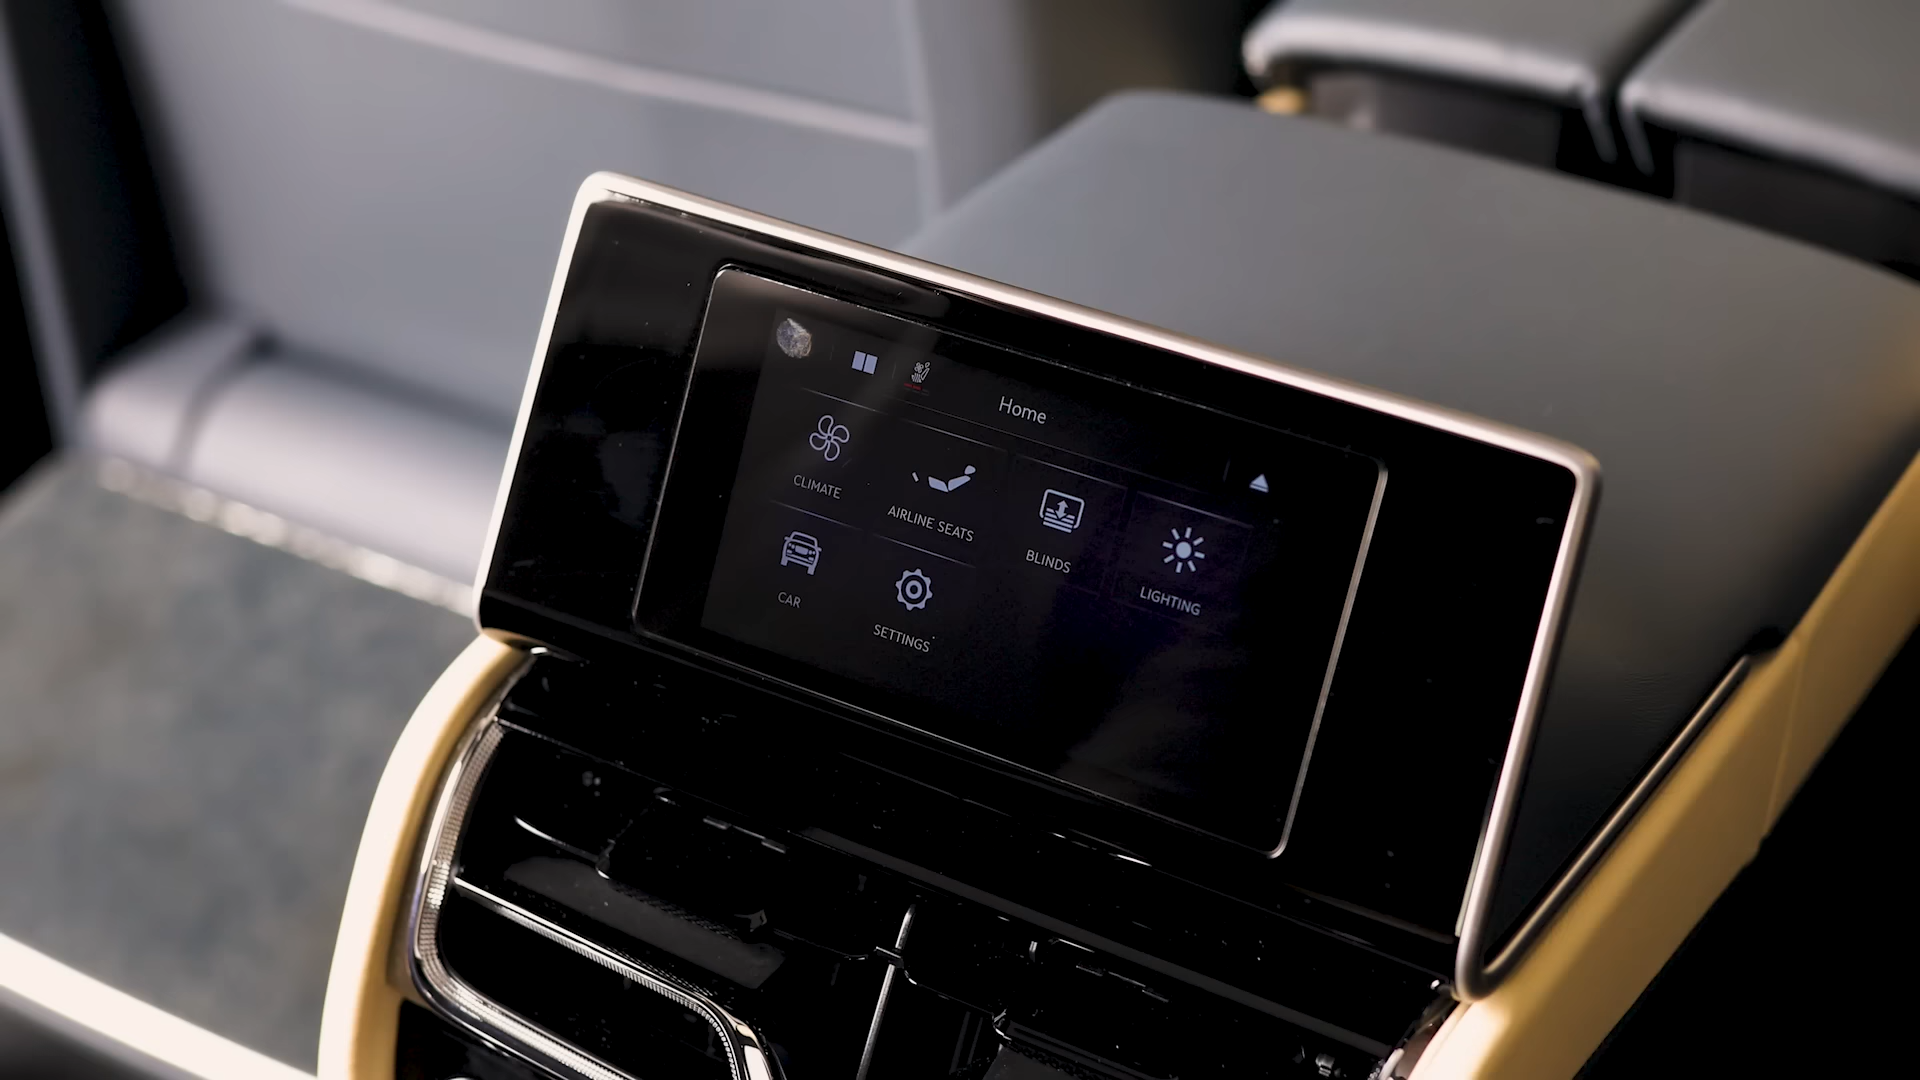 Home
CLIMATE
AIRLINE SEATS
BLINDS
LIGHTING
CAR
SETTINGS